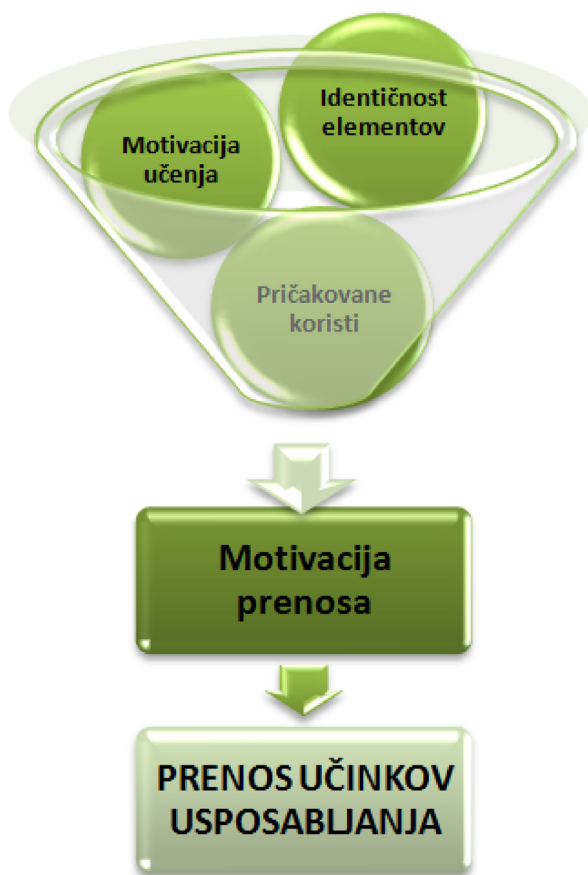 Identičnost
elementov
Motivacija
učenja
Pričakovane
koristi
Motivacija
prenosa
PRENOS UČINKOV
USPOSABLJANJA